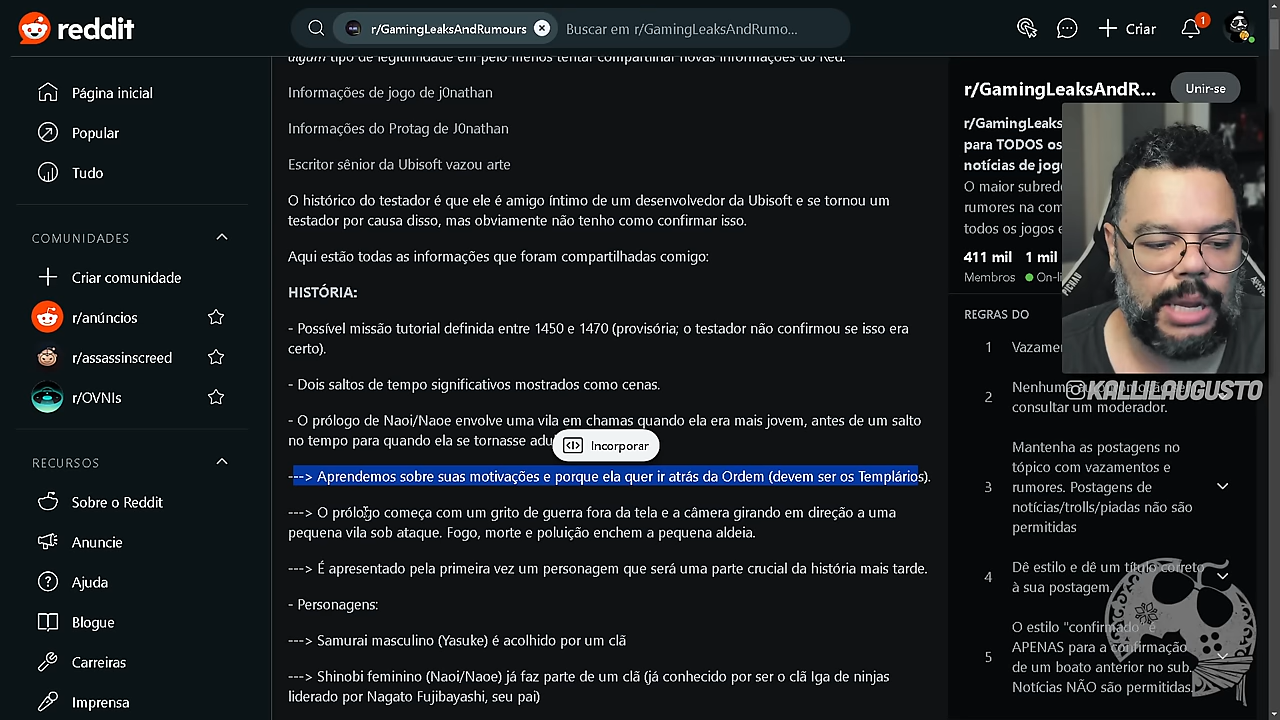 reddit
r/GamingLeaksAndRumours
Buscar em r/GamingLeaksAndRumo...
Criar
1
Página inicial
Popular
Tudo
COMUNIDADES
Criar comunidade
r/anúncios
r/assassinscreed
r/OVNIs
RECURSOS
Sobre o Reddit
Anuncie
Ajuda
Blogue
Carreiras
Imprensa
algum tipo de legitimidade em pelo menos tentar compartilhar novas informações do Red.
Informações de jogo de j0nathan
Informações do Protag de J0nathan
Escritor sênior da Ubisoft vazou arte
O histórico do testador é que ele é amigo íntimo de um desenvolvedor da Ubisoft e se tornou um
testador por causa disso, mas obviamente não tenho como confirmar isso.
Aqui estão todas as informações que foram compartilhadas comigo:
HISTÓRIA:
- Possível missão tutorial definida entre 1450 e 1470 (provisória; o testador não confirmou se isso era
certo).
- Dois saltos de tempo significativos mostrados como cenas.
- O prólogo de Naoi/Naoe envolve uma vila em chamas quando ela era mais jovem, antes de um salto
no tempo para quando ela se tornasse adu
Incorporar
---> Aprendemos sobre suas motivações e porque ela quer ir atrás da Ordem (devem ser os Templários).
---> O prólogo começa com um grito de guerra fora da tela e a câmera girando em direção a uma
pequena vila sob ataque. Fogo, morte e poluição enchem a pequena aldeia.
---> É apresentado pela primeira vez um personagem que será uma parte crucial da história mais tarde.
- Personagens:
---> Samurai masculino (Yasuke) é acolhido por um clã
---> Shinobi feminino (Naoi/Naoe) já faz parte de um clã (já conhecido por ser o clã Iga de ninjas
liderado por Nagato Fujibayashi, seu pai)
r/GamingLeaksAndR...
Unir-se
r/GamingLeaks
para TODOS os
notícias de jog
O maior subred
rumores na com
todos os jogos e
411 mil 1 mil
Membros On-li
REGRAS DO
1 Vazamen
KALLILAUGUSTO
2 Nenhum
consultar um moderador.
3 Mantenha as postagens no
tópico com vazamentos e
rumores. Postagens de
notícias/trolls/piadas não são
permitidas
4 Dê estilo e dê um título correto
à sua postagem.
5 O estilo "confirmado" é
APENAS para a confirmação
de um boato anterior no sub.
Notícias NÃO são permitidas.